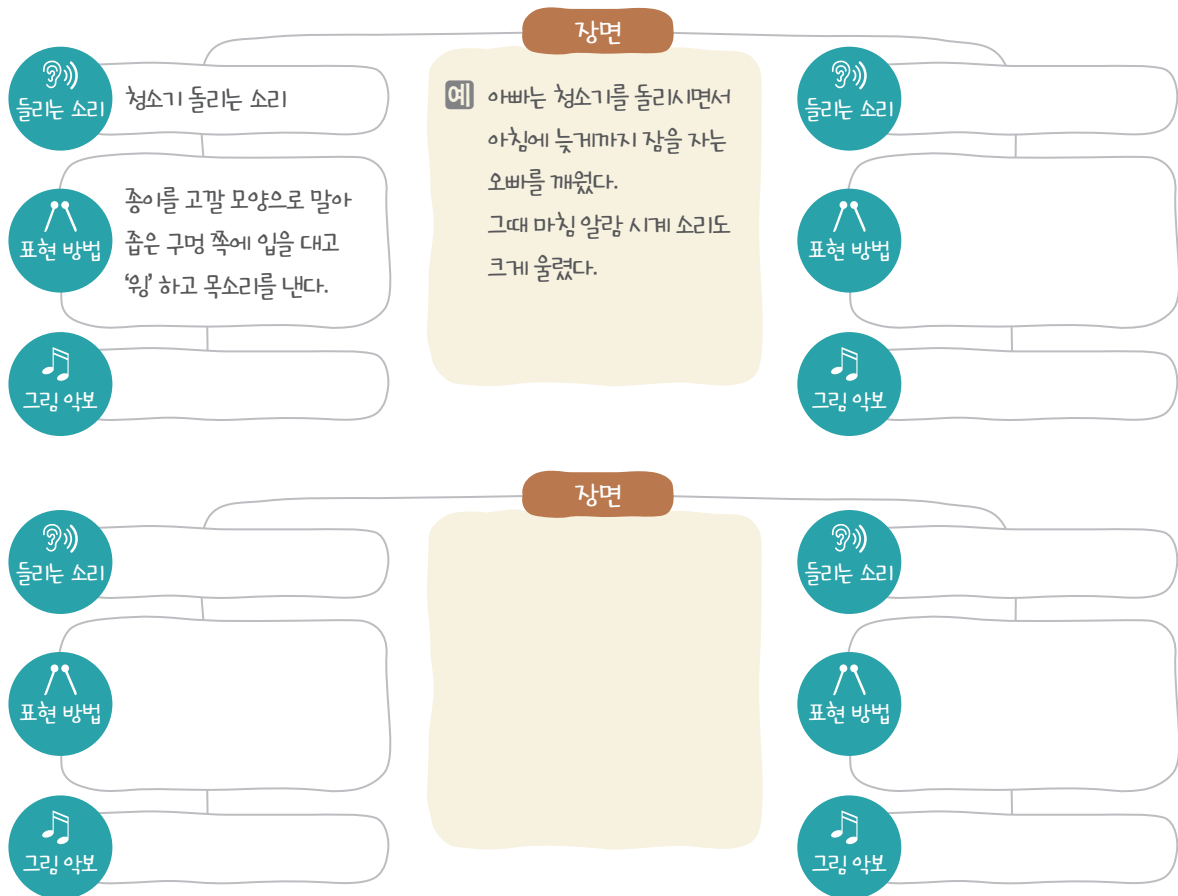 장면
들리는 소리
청소기 돌리는 소리
표현 방법
종이를 고깔 모양으로 말아
좁은 구멍 쪽에 입을 대고
‘윙’ 하고 목소리를 낸다.
그림 악보
예 아빠는 청소기를 돌리시면서
아침에 늦게까지 잠을 자는
오빠를 깨웠다.
그때 마침 알람 시계 소리도
크게 울렸다.
들리는 소리
표현 방법
그림 악보
장면
들리는 소리
표현 방법
그림 악보
들리는 소리
표현 방법
그림 악보